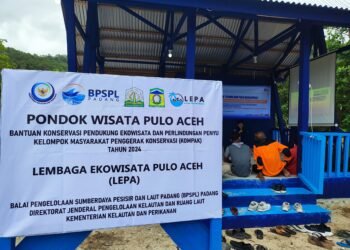 BPSPL
PADANG
LEPA
PONDOK WISATA PULO ACEH
BANTUAN KONSERVASI PENDUKUNG EKOWISATA DAN PERLINDUNGAN PENYU
KELOMPOK MASYARAKAT PENGGERAK KONSERVASI (KOMPAK)
TAHUN 2024
LEMBAGA EKOWISATA PULO ACEH
(LEPA)
BALAI PENGELOLAAN SUMBERDAYA PESISIR DAN LAUT PADANG (BPSPL) PADANG
DIREKTORAT JENDERAL PENGELOLAAN KELAUTAN DAN RUANG LAUT
KEMENTERIAN KELAUTAN DAN PERIKANAN